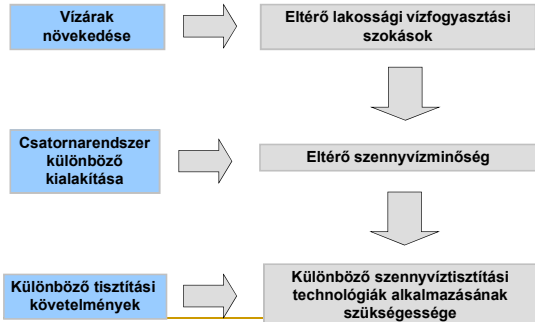 Vízárak
növekedése
Eltérő lakossági vízfogyasztási
szokások
Csatornarendszer
különböző
kialakítása
Eltérő szennyvízminőség
Különböző tisztítási
követelmények
Különböző szennyvíztisztítási
technológiák alkalmazásának
szükségessége